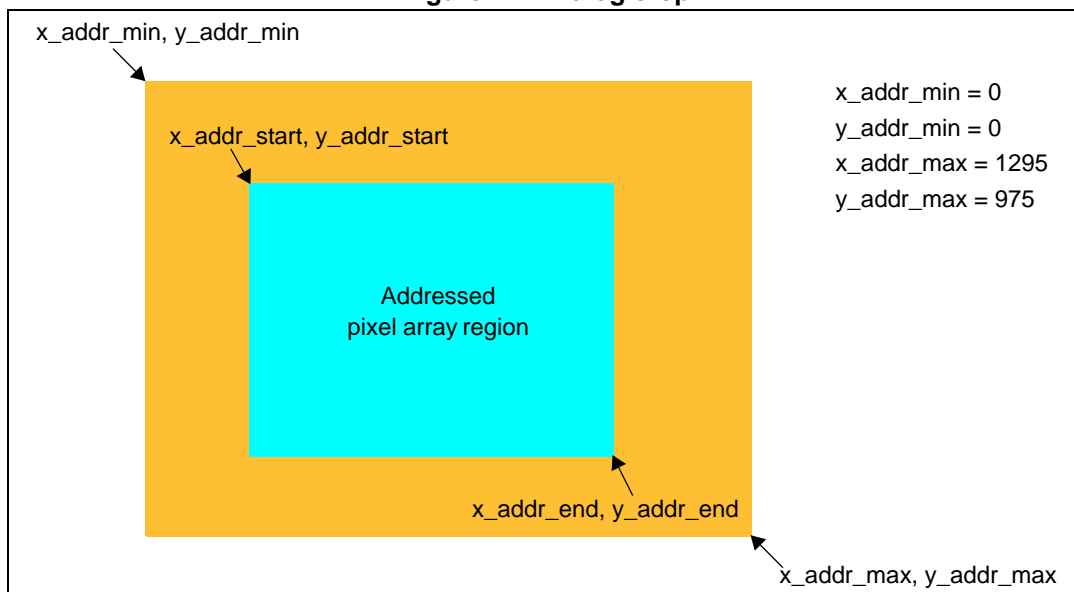 x_addr_min, y_addr_min
x_addr_min = 0
y_addr_min = 0
x_addr_max = 1295
y_addr_max = 975
x_addr_start, y_addr_start
Addressed
pixel array region
x_addr_end, y_addr_end
x_addr_max, y_addr_max